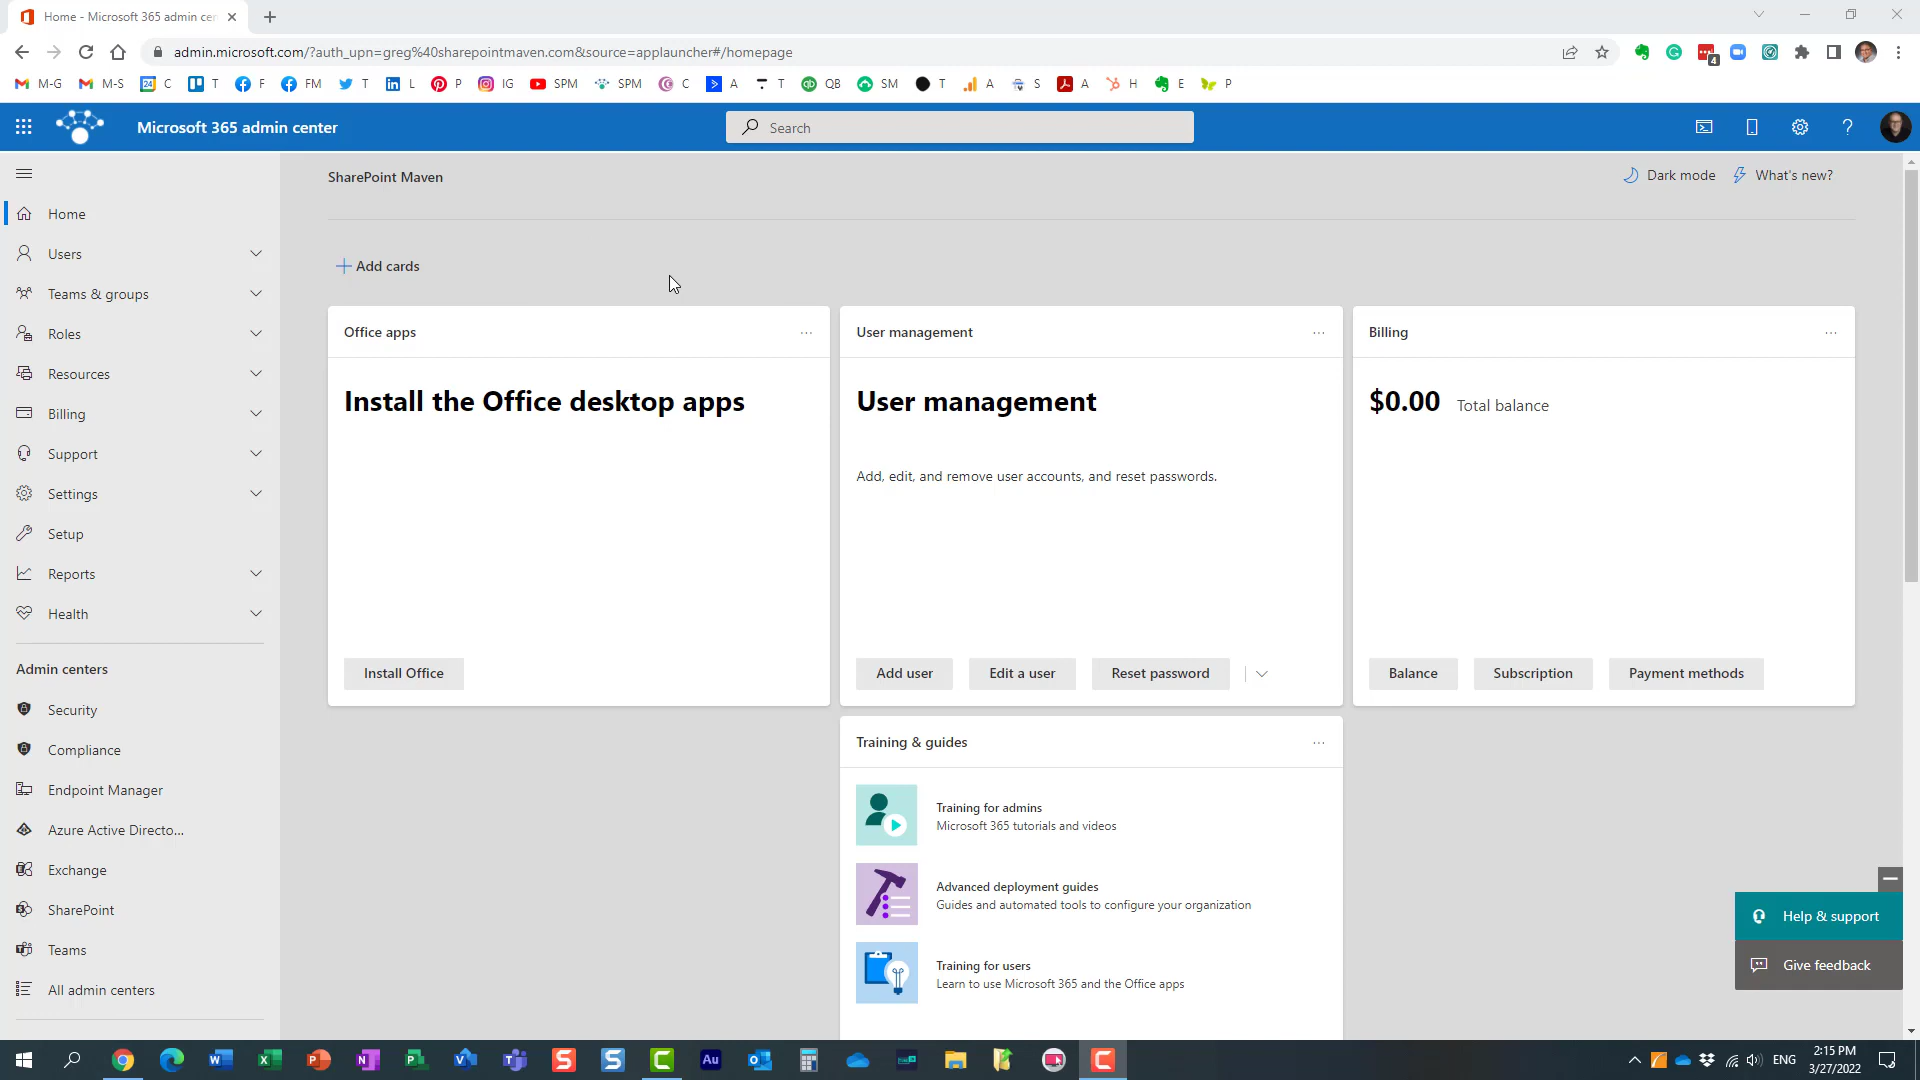 Home - Microsoft 365 admin cen
admin.microsoft.com/?auth_upn=greg%40sharepointmaven.com&source=applauncher#/homepage
4
M-G M-S 24 C T F FM T L P IG SPM SPM C A T QB SM T A S A H E P
Microsoft 365 admin center
Search
SharePoint Maven
Dark mode What's new?
Home
Users
Teams & groups
Roles
Resources
Billing
Support
Settings
Setup
Reports
Health
Admin centers
Security
Compliance
Endpoint Manager
Azure Active Directo...
Exchange
SharePoint
Teams
All admin centers
Add cards
Office apps
Install the Office desktop apps
Install Office
User management
User management
Add, edit, and remove user accounts, and reset passwords.
Add user Edit a user Reset password
Billing
$0.00 Total balance
Balance Subscription Payment methods
Training & guides
Training for admins
Microsoft 365 tutorials and videos
Advanced deployment guides
Guides and automated tools to configure your organization
Training for users
Learn to use Microsoft 365 and the Office apps
Help & support
Give feedback
ENG
2:15 PM
3/27/2022